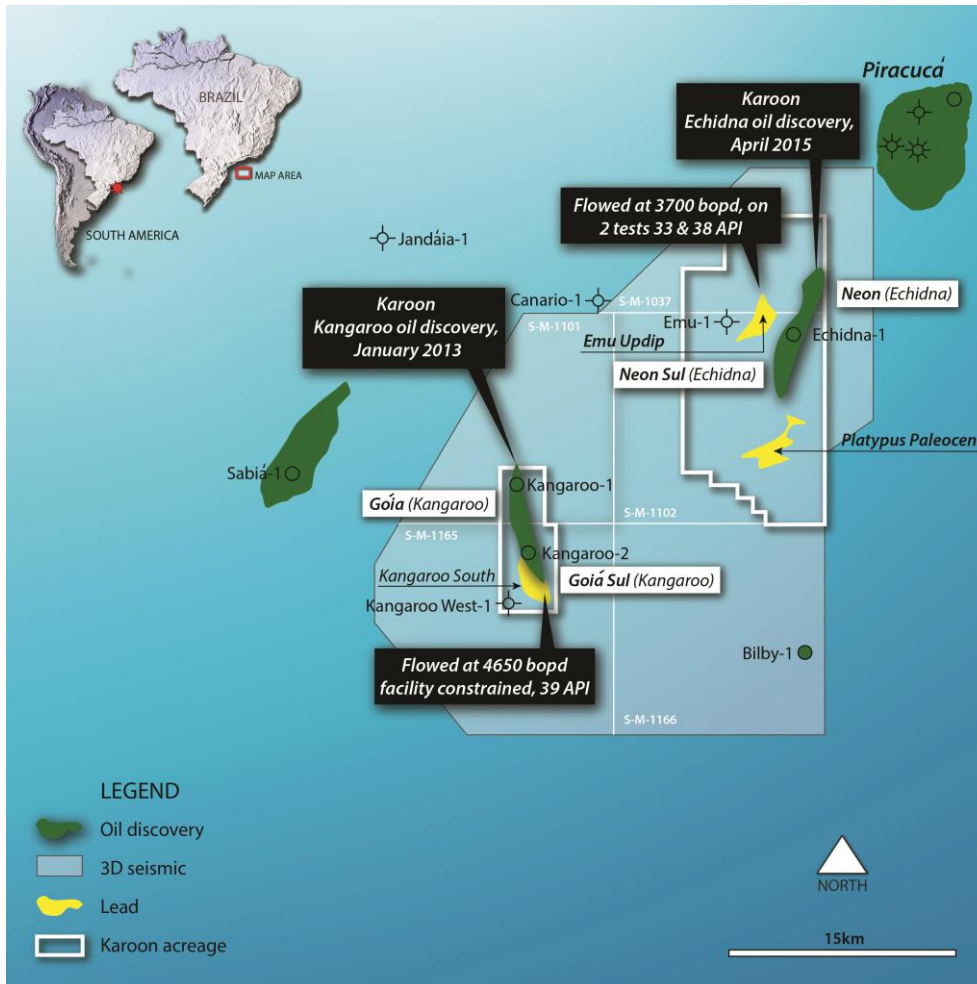 BRAZIL
MAP AREA
SOUTH AMERICA
Piracucá
Karoon
Echidna oil discovery,
April 2015
Flowed at 3700 bopd, on
2 tests 33 & 38 API
Jandáia-1
Karoon
Kangaroo oil discovery,
January 2013
Canario-1
S-M-1037
Neon (Echidna)
S-M-1101
Emu-1
Echidna-1
Emu Updip
Neon Sul (Echidna)
Platypus Paleocen
Sabiá-1
Kangaroo-1
Goía (Kangaroo)
S-M-1165
S-M-1102
Kangaroo-2
Kangaroo South
Goiá Sul (Kangaroo)
Kangaroo West-1
Flowed at 4650 bopd
facility constrained, 39 API
Bilby-1
S-M-1166
LEGEND
Oil discovery
3D seismic
Lead
Karoon acreage
NORTH
15km